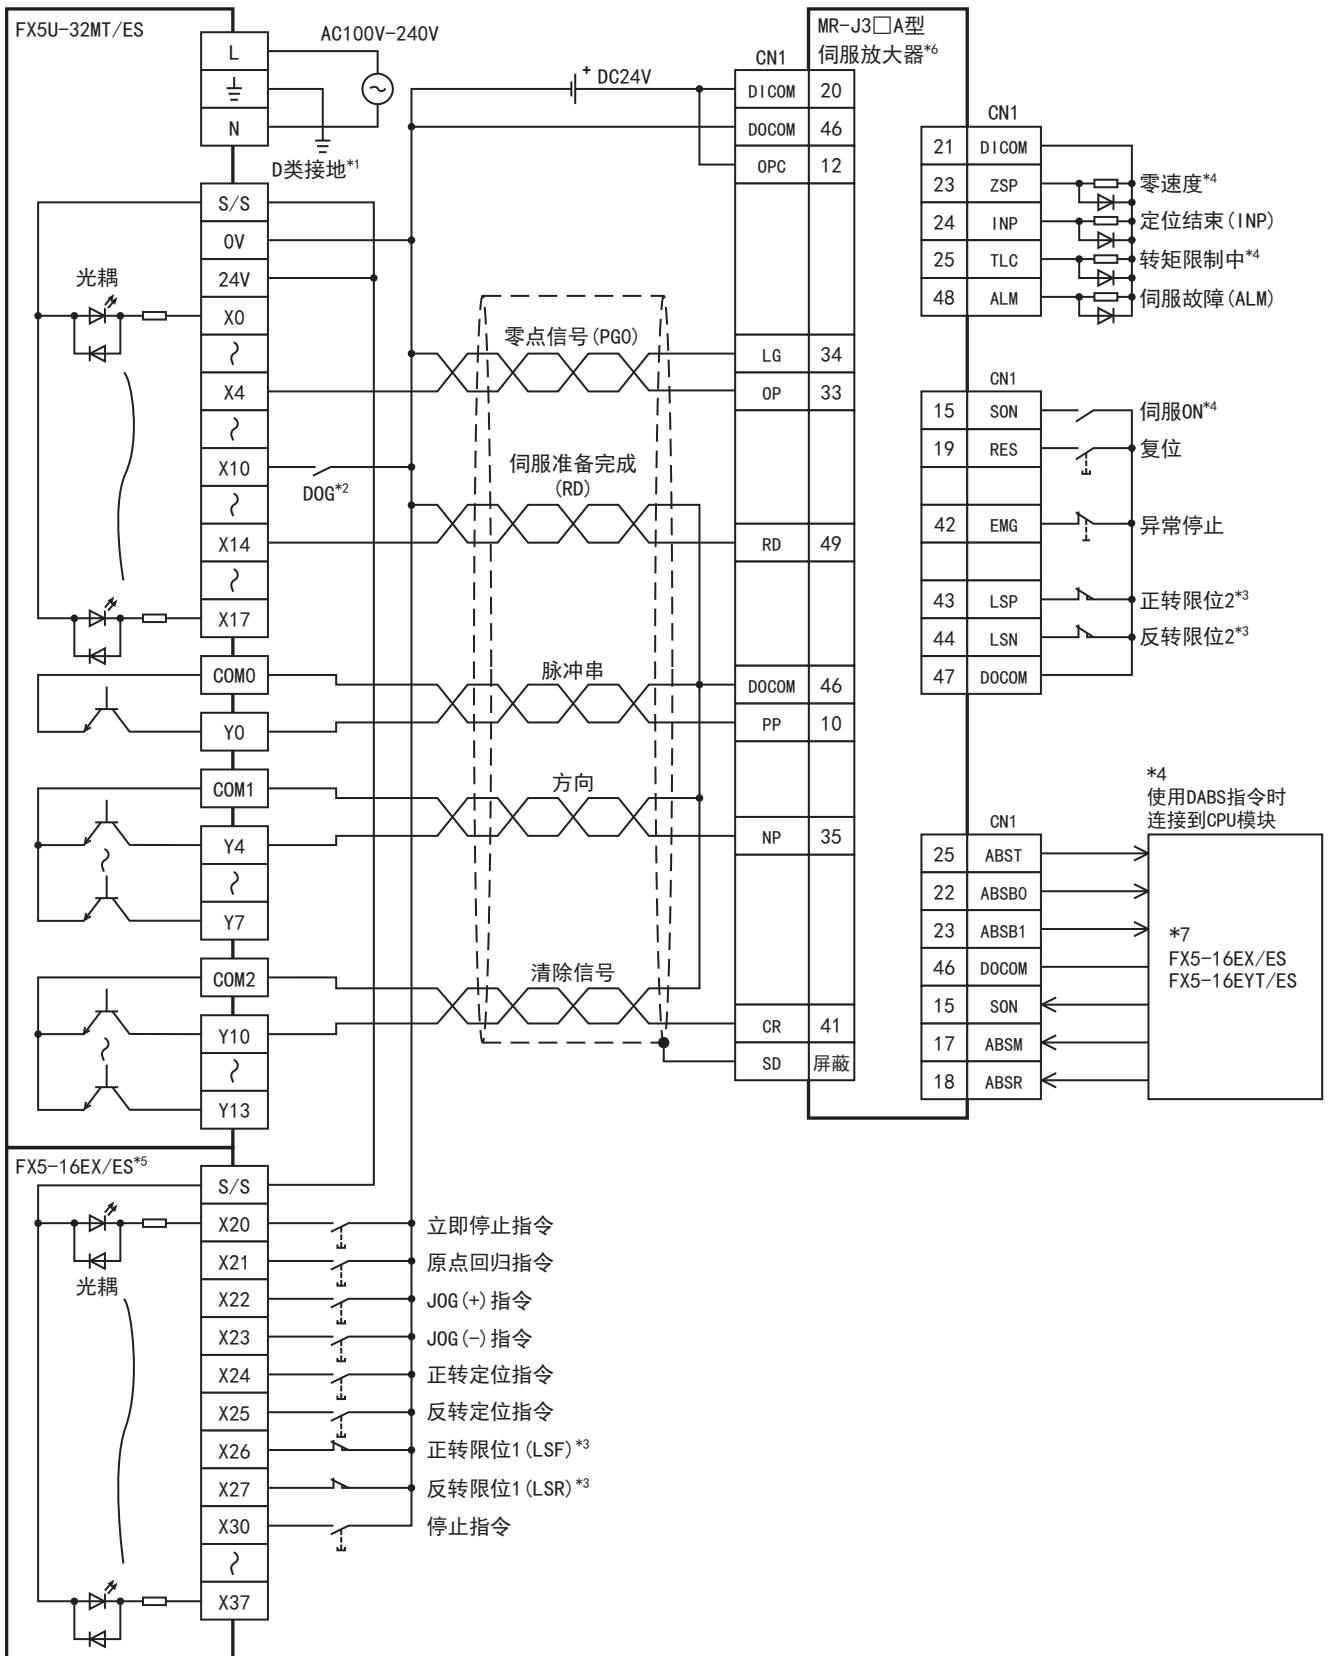 FX5U-32MT/ES
L
N
AC100V-240V
D类接地*1
S/S
0V
24V
X0
X4
X10
X14
X17
光耦
COM0
Y0
COM1
Y4
Y7
COM2
Y10
Y13
+ DC24V
零点信号(PG0)
DOG*2
伺服准备完成
(RD)
脉冲串
方向
清除信号
MR-J3□A型
伺服放大器*6
CN1
DICOM 20
DOCOM 46
OPC 12
LG 34
OP 33
RD 49
DOCOM 46
PP 10
NP 35
CR 41
SD 屏蔽
CN1
21 DICOM
23 ZSP 零速度*4
24 INP 定位结束(INP)
25 TLC 转矩限制中*4
48 ALM 伺服故障(ALM)
CN1
15 SON 伺服ON*4
19 RES 复位
42 EMG 异常停止
43 LSP 正转限位2*3
44 LSN 反转限位2*3
47 DOCOM
*4
使用DABS指令时
连接到CPU模块
CN1
25 ABST
22 ABSB0
23 ABSB1
46 DOCOM
15 SON
17 ABSM
18 ABSR
*7
FX5-16EX/ES
FX5-16EYT/ES
FX5-16EX/ES*5
S/S
光耦
X20 立即停止指令
X21 原点回归指令
X22 JOG(+)指令
X23 JOG(-)指令
X24 正转定位指令
X25 反转定位指令
X26 正转限位1(LSF)*3
X27 反转限位1(LSR)*3
X30 停止指令
X37